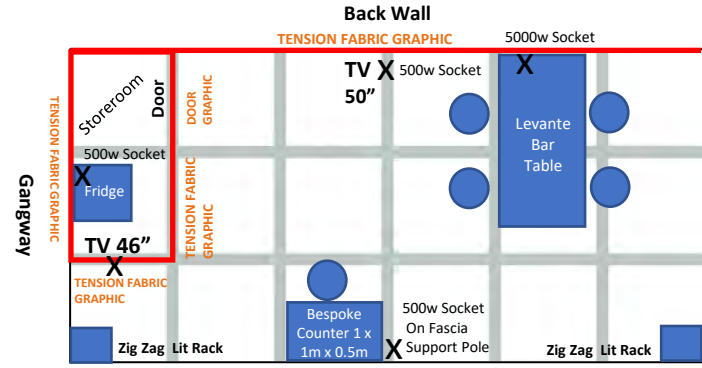 Back Wall
TENSION FABRIC GRAPHIC
5000w Socket
TV
50”
X
500w Socket
X
Storeroom
Door
DOOR
GRAPHIC
TENSION FABRIC GRAPHIC
Gangway
500w Socket
X
Fridge
TENSION FABRIC
GRAPHIC
Levante
Bar
Table
TV 46”
X
TENSION FABRIC
GRAPHIC
Zig Zag Lit Rack
Bespoke
Counter 1 x
1m x 0.5m
500w Socket
On Fascia
Support Pole
X
Zig Zag Lit Rack